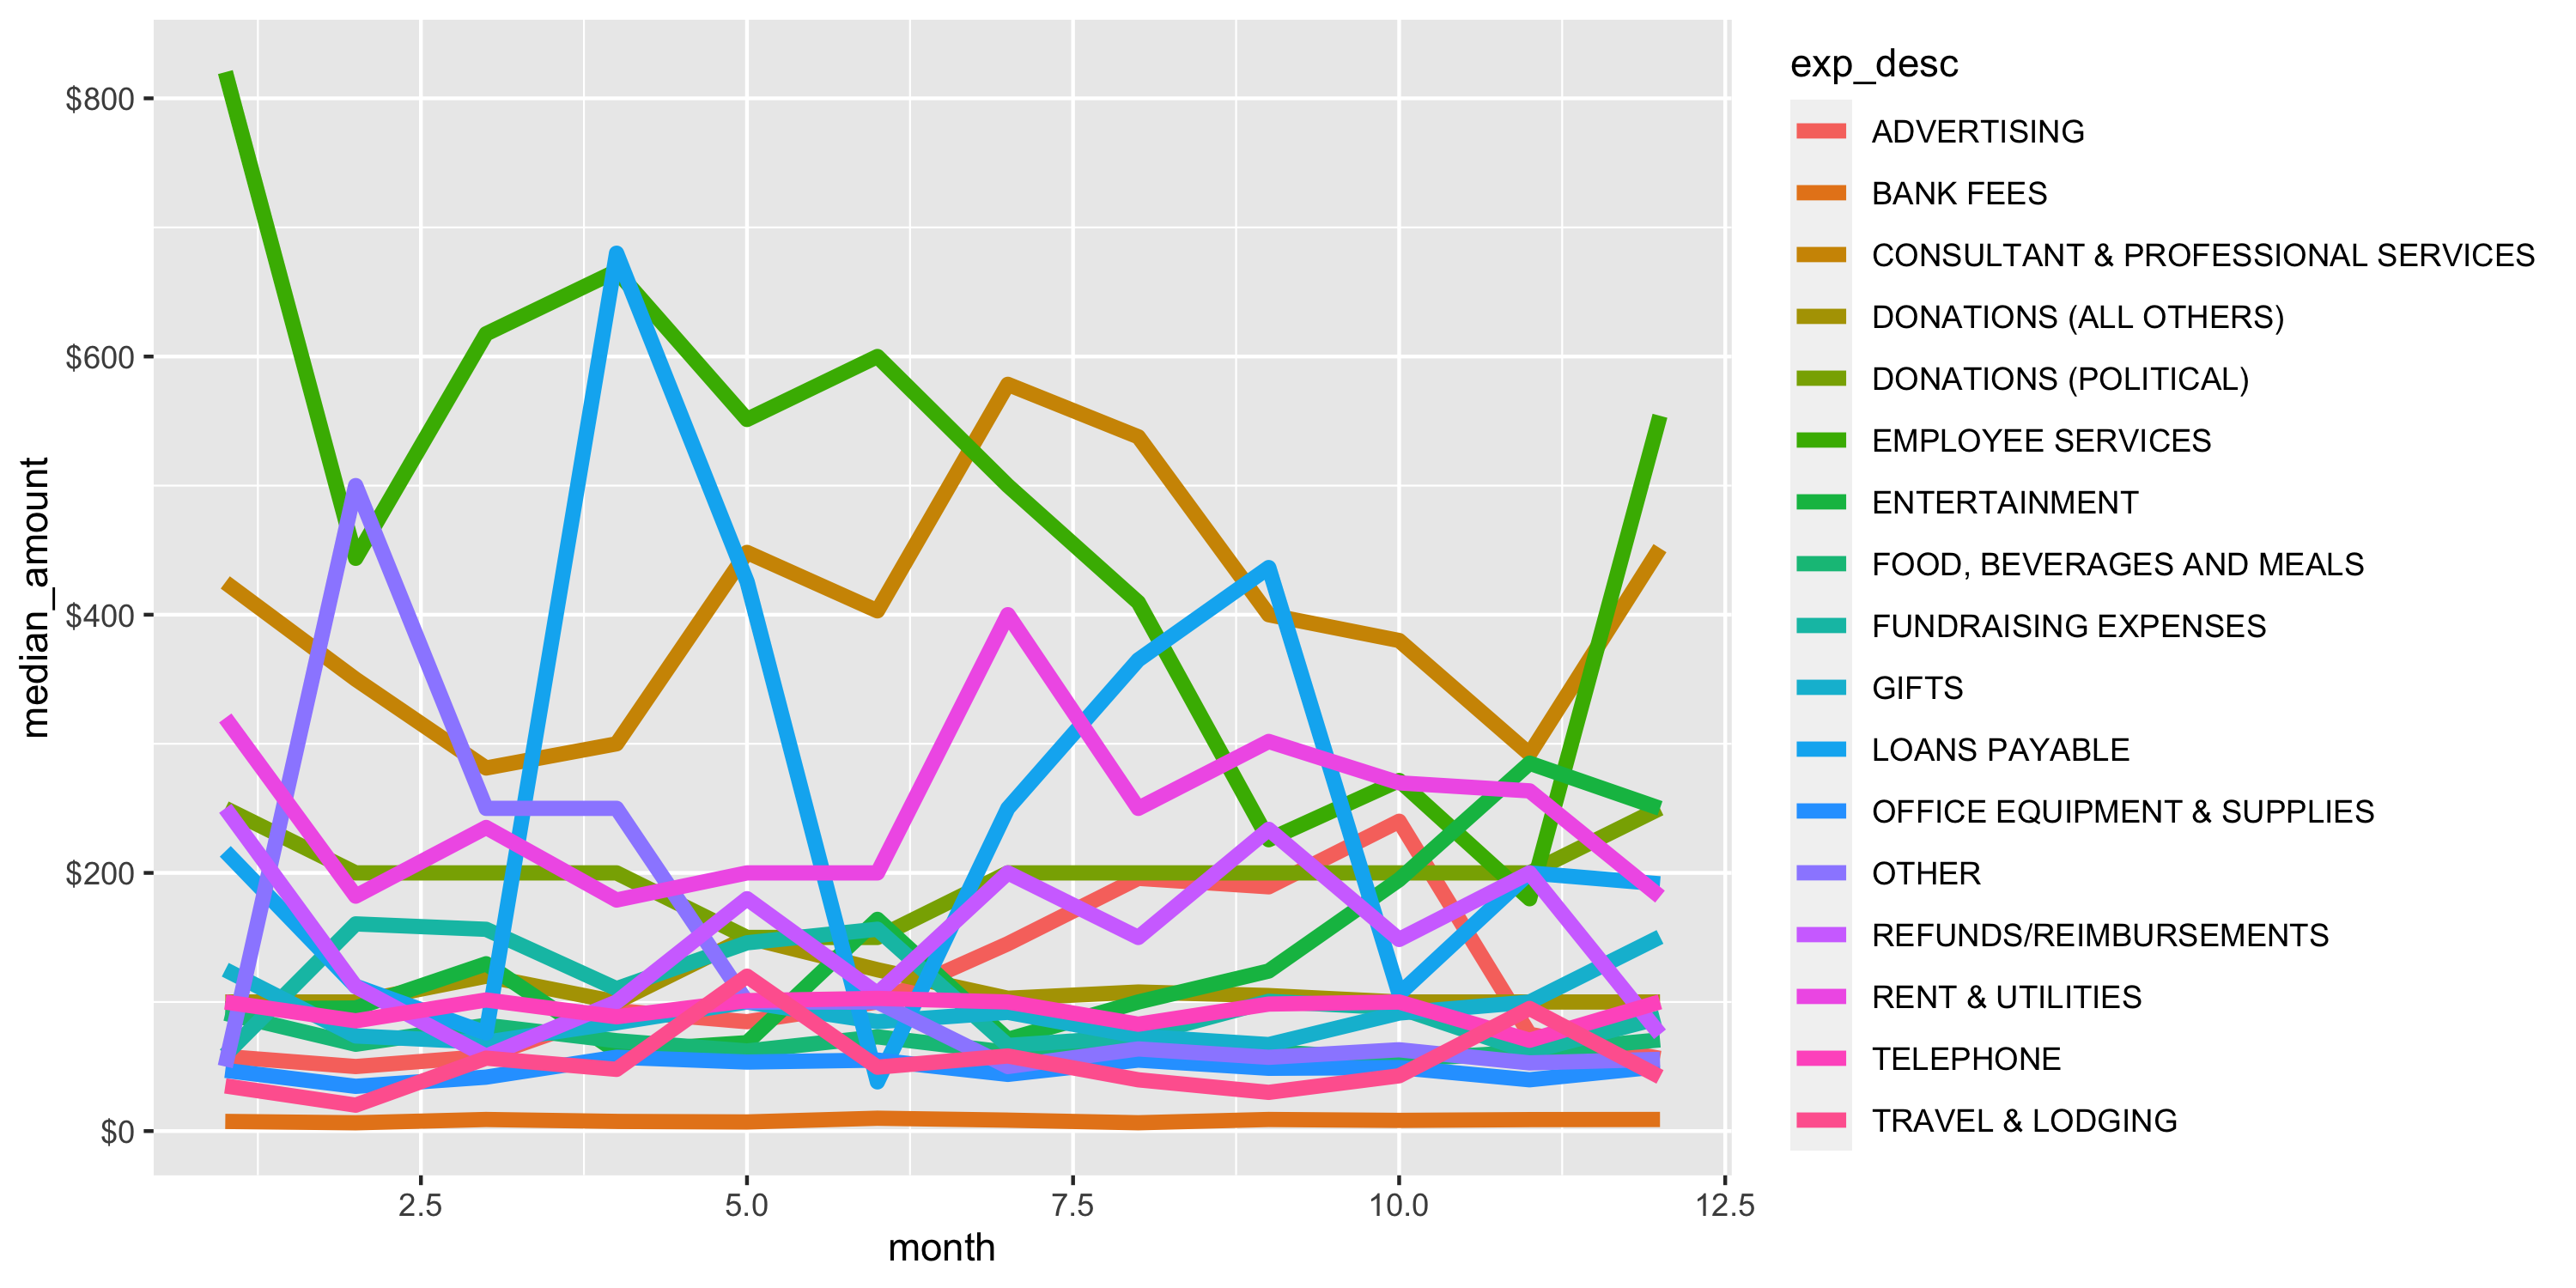 median_amount
$800
$600
$400
$200
$0
2.5 5.0 7.5 10.0 12.5
month
exp_desc
ADVERTISING
BANK FEES
CONSULTANT & PROFESSIONAL SERVICES
DONATIONS (ALL OTHERS)
DONATIONS (POLITICAL)
EMPLOYEE SERVICES
ENTERTAINMENT
FOOD, BEVERAGES AND MEALS
FUNDRAISING EXPENSES
GIFTS
LOANS PAYABLE
OFFICE EQUIPMENT & SUPPLIES
OTHER
REFUNDS/REIMBURSEMENTS
RENT & UTILITIES
TELEPHONE
TRAVEL & LODGING